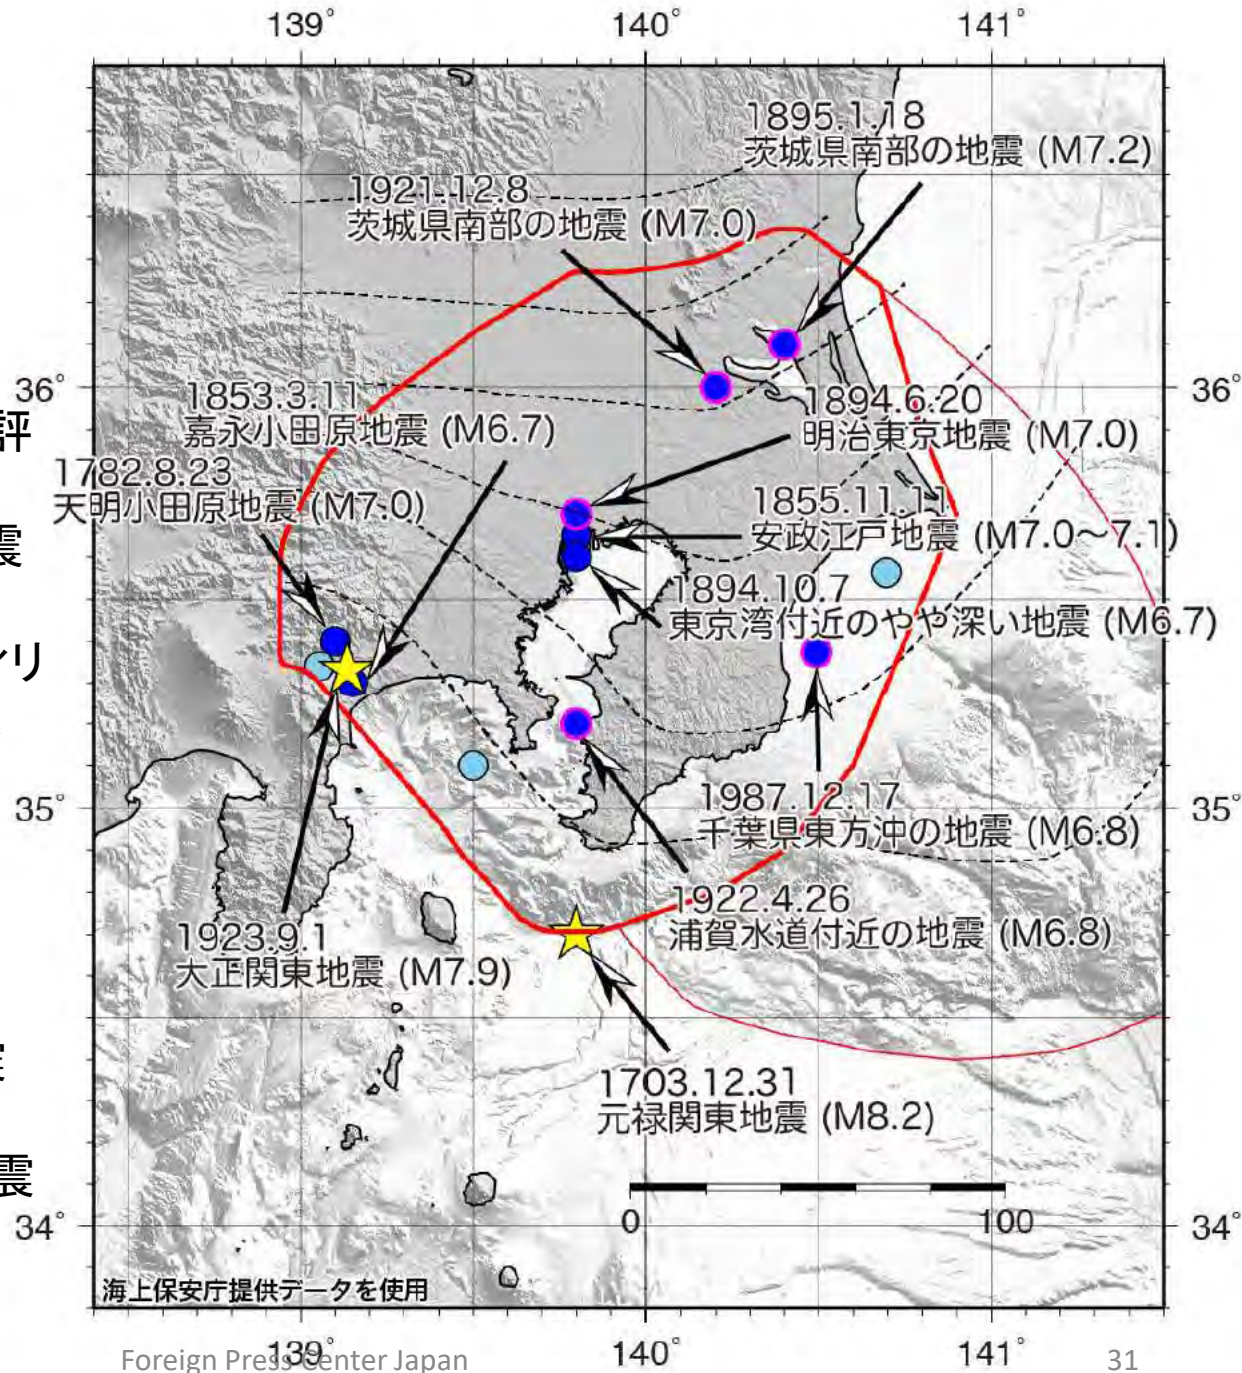 139°
140°
141°
1895.1.18
茨城県南部の地震 (M7.2)
1921.12.8
茨城県南部の地震 (M7.0)
36°
36°
1853.3.11
嘉永小田原地震 (M6.7)
1894.6.20
明治東京地震 (M7.0)
評
1782.8.23
天明小田原地震 (M7.0)
1855.11.11
安政江戸地震 (M7.0～7.1)
震
1894.10.7
東京湾付近のやや深い地震 (M6.7)
リ
35°
35°
1987.12.17
千葉県東方沖の地震 (M6.8)
1922.4.26
浦賀水道付近の地震 (M6.8)
1923.9.1
大正関東地震 (M7.9)
1703.12.31
元禄関東地震 (M8.2)
震
0
100
34°
34°
海上保安庁提供データを使用
139°
140°
141°
Foreign Press Center Japan
31